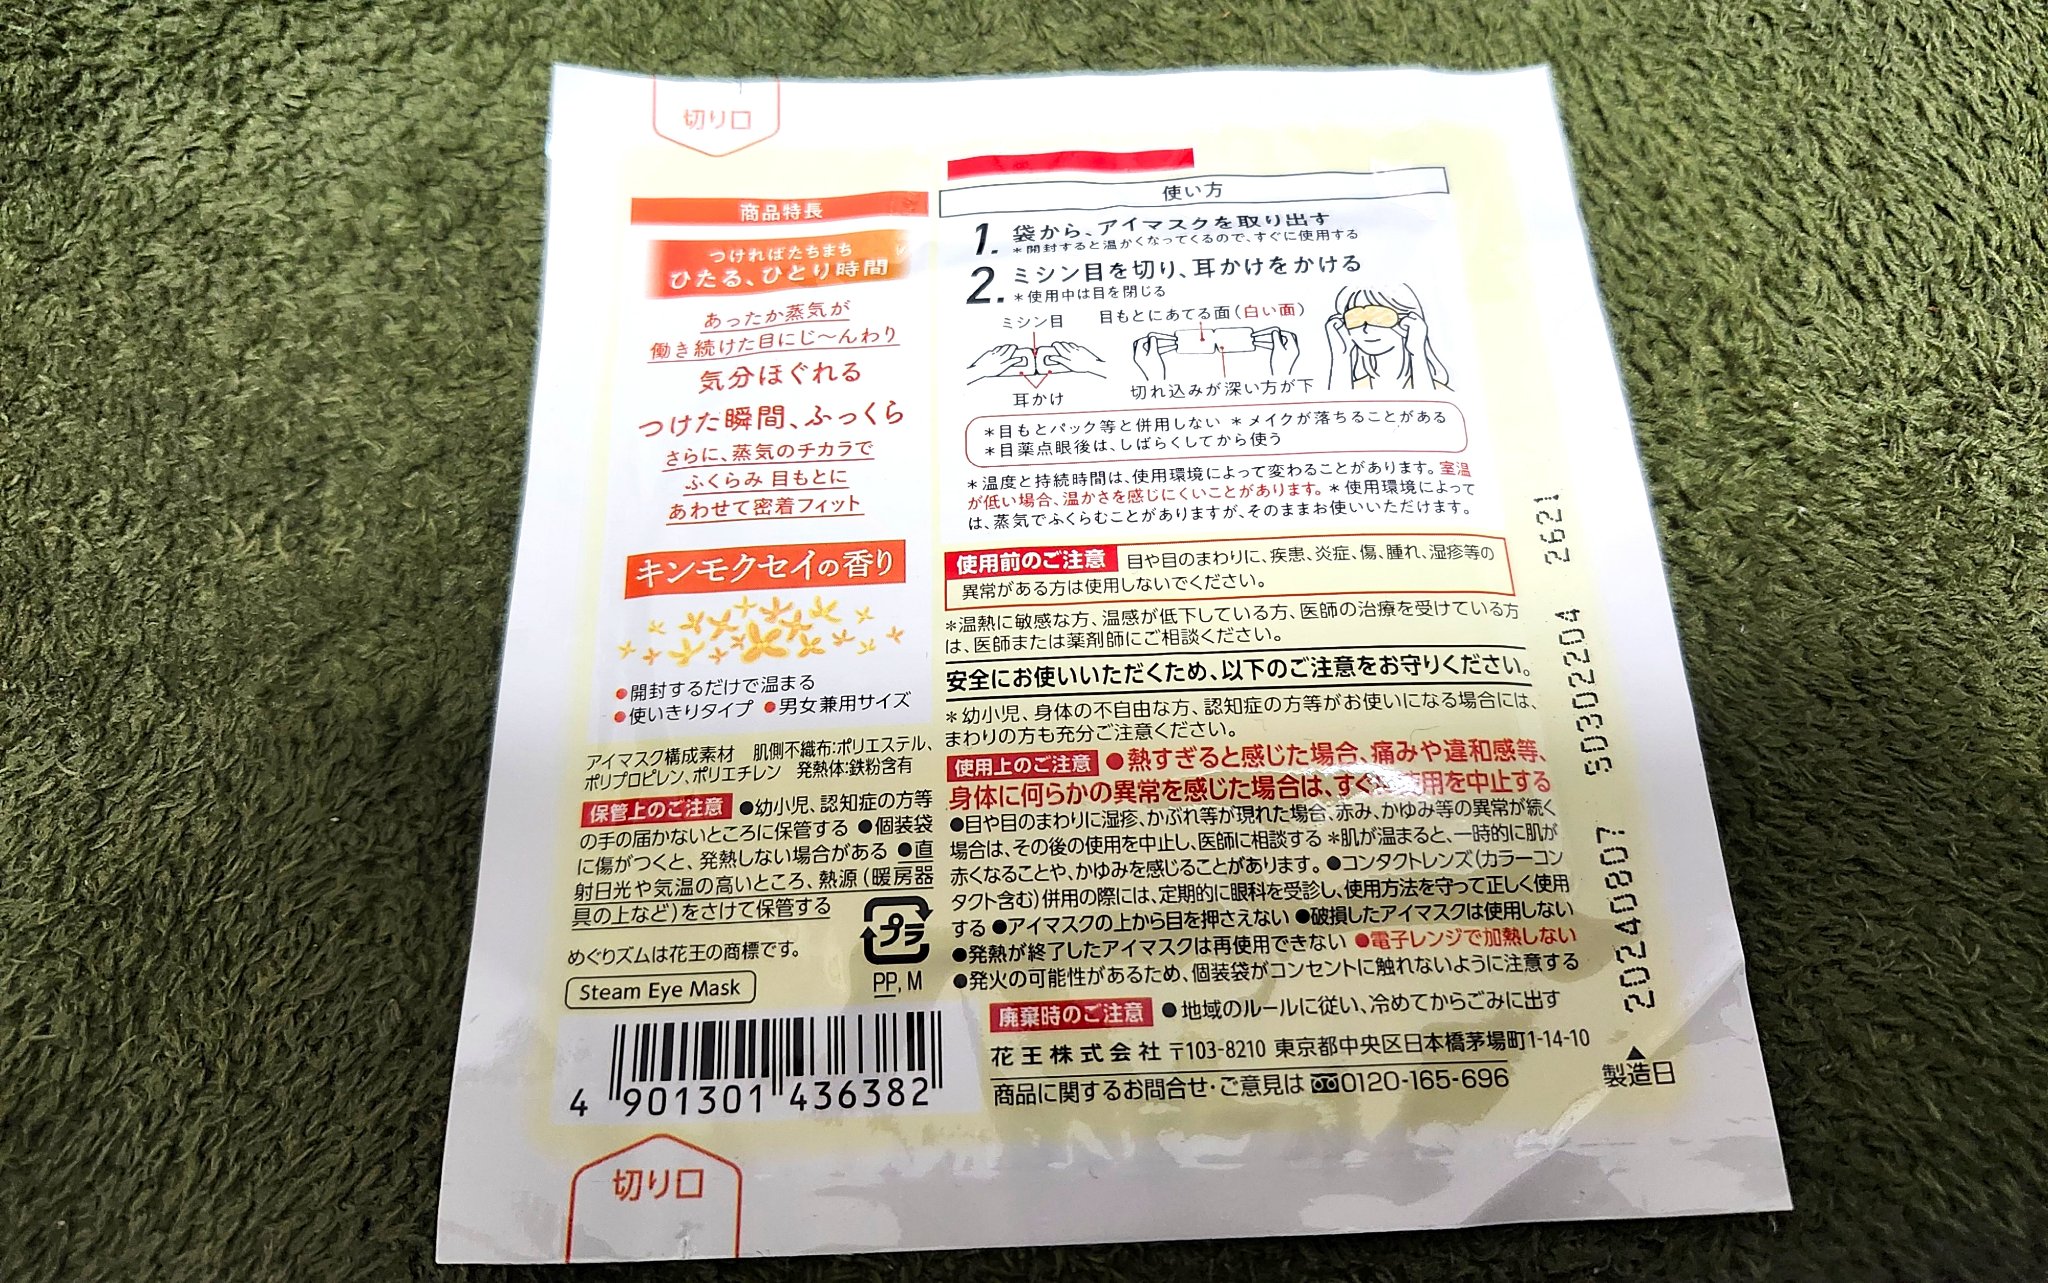 切り口
商品特長
つければたちまち
ひたる、ひとり時間
あったか蒸気が
働き続けた目にじ〜んわり
気分ほぐれる
つけた瞬間、ふっくら
さらに、蒸気のチカラで
ふくらみ 目もとに
あわせて密着フィット
キンモクセイの香り
●開封するだけで温まる
●使いきりタイプ ●男女兼用サイズ
アイマスク構成素材 肌側不織布:ポリエステル、
ポリプロピレン、ポリエチレン 発熱体:鉄粉含有
保管上のご注意 ●幼小児、認知症の方等
の手の届かないところに保管する ●個装袋
に傷がつくと、発熱しない場合がある ●直
射日光や気温の高いところ、熱源(暖房器
具の上など)をさけて保管する
めぐりズムは花王の商標です。
プラ
PP, M
Steam Eye Mask
4 901301 436382
切り口
使い方
1. 袋から、アイマスクを取り出す
＊開封すると温かくなってくるので、すぐに使用する
2. ミシン目を切り、耳かけをかける
＊使用中は目を閉じる
ミシン目
耳かけ
目もとにあてる面(白い面)
切れ込みが深い方が下
＊目もとパック等と併用しない ＊メイクが落ちることがある
＊目薬点眼後は、しばらくしてから使う
＊温度と持続時間は、使用環境によって変わることがあります。室温
が低い場合、温かさを感じにくいことがあります。＊使用環境によって
は、蒸気でふくらむことがありますが、そのままお使いいただけます。
使用前のご注意 目や目のまわりに、疾患、炎症、傷、腫れ、湿疹等の
異常がある方は使用しないでください。
＊温熱に敏感な方、温感が低下している方、医師の治療を受けている方
は、医師または薬剤師にご相談ください。
安全にお使いいただくため、以下のご注意をお守りください。
＊幼小児、身体の不自由な方、認知症の方等がお使いになる場合には、
まわりの方も充分ご注意ください。
使用上のご注意 ●熱すぎると感じた場合、痛みや違和感等、
身体に何らかの異常を感じた場合は、すぐ 使用を中止する
●目や目のまわりに湿疹、かぶれ等が現れた場合、赤み、かゆみ等の異常が続く
場合は、その後の使用を中止し、医師に相談する ＊肌が温まると、一時的に肌が
赤くなることや、かゆみを感じることがあります。●コンタクトレンズ(カラーコン
タクト含む)併用の際には、定期的に眼科を受診し、使用方法を守って正しく使用
する ●アイマスクの上から目を押さえない ●破損したアイマスクは使用しない
●発熱が終了したアイマスクは再使用できない ●電子レンジで加熱しない
●発火の可能性があるため、個装袋がコンセントに触れないように注意する
廃棄時のご注意 ●地域のルールに従い、冷めてからごみに出す
花王株式会社 〒103-8210 東京都中央区日本橋茅場町1-14-10
商品に関するお問合せ・ご意見は 0120-165-696
20240807 S0302204 2621
▲
製造日